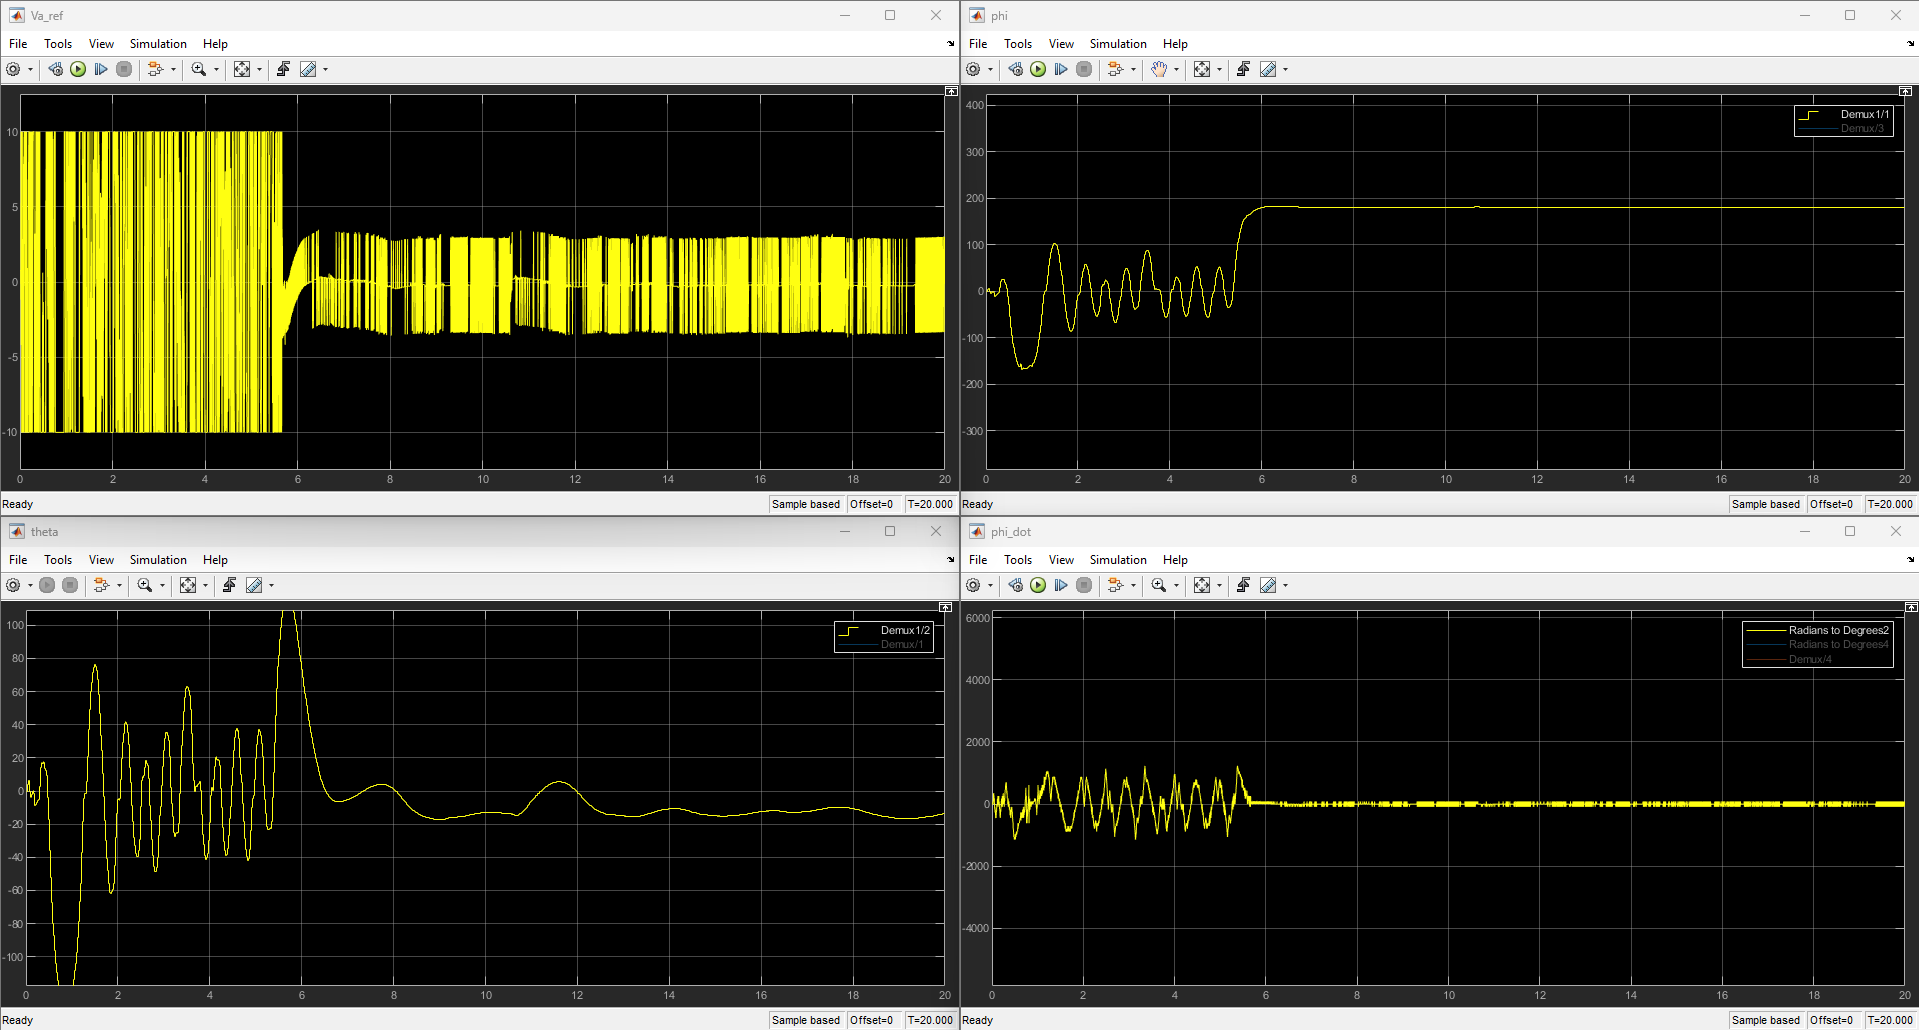 Va_ref
File Tools View Simulation Help
10
5
0
-5
-10
0 2 4 6 8 10 12 14 16 18 20
Ready Sample based Offset=0 T=20.000
phi
File Tools View Simulation Help
Demux1/1
Demux/3
400
300
200
100
0
-100
-200
-300
0 2 4 6 8 10 12 14 16 18 20
Ready Sample based Offset=0 T=20.000
theta
File Tools View Simulation Help
Demux1/2
Demux/1
100
80
60
40
20
0
-20
-40
-60
-80
-100
0 2 4 6 8 10 12 14 16 18 20
Ready Sample based Offset=0 T=20.000
phi_dot
File Tools View Simulation Help
Radians to Degrees2
Radians to Degrees4
Demux/4
6000
4000
2000
0
-2000
-4000
0 2 4 6 8 10 12 14 16 18 20
Ready Sample based Offset=0 T=20.000